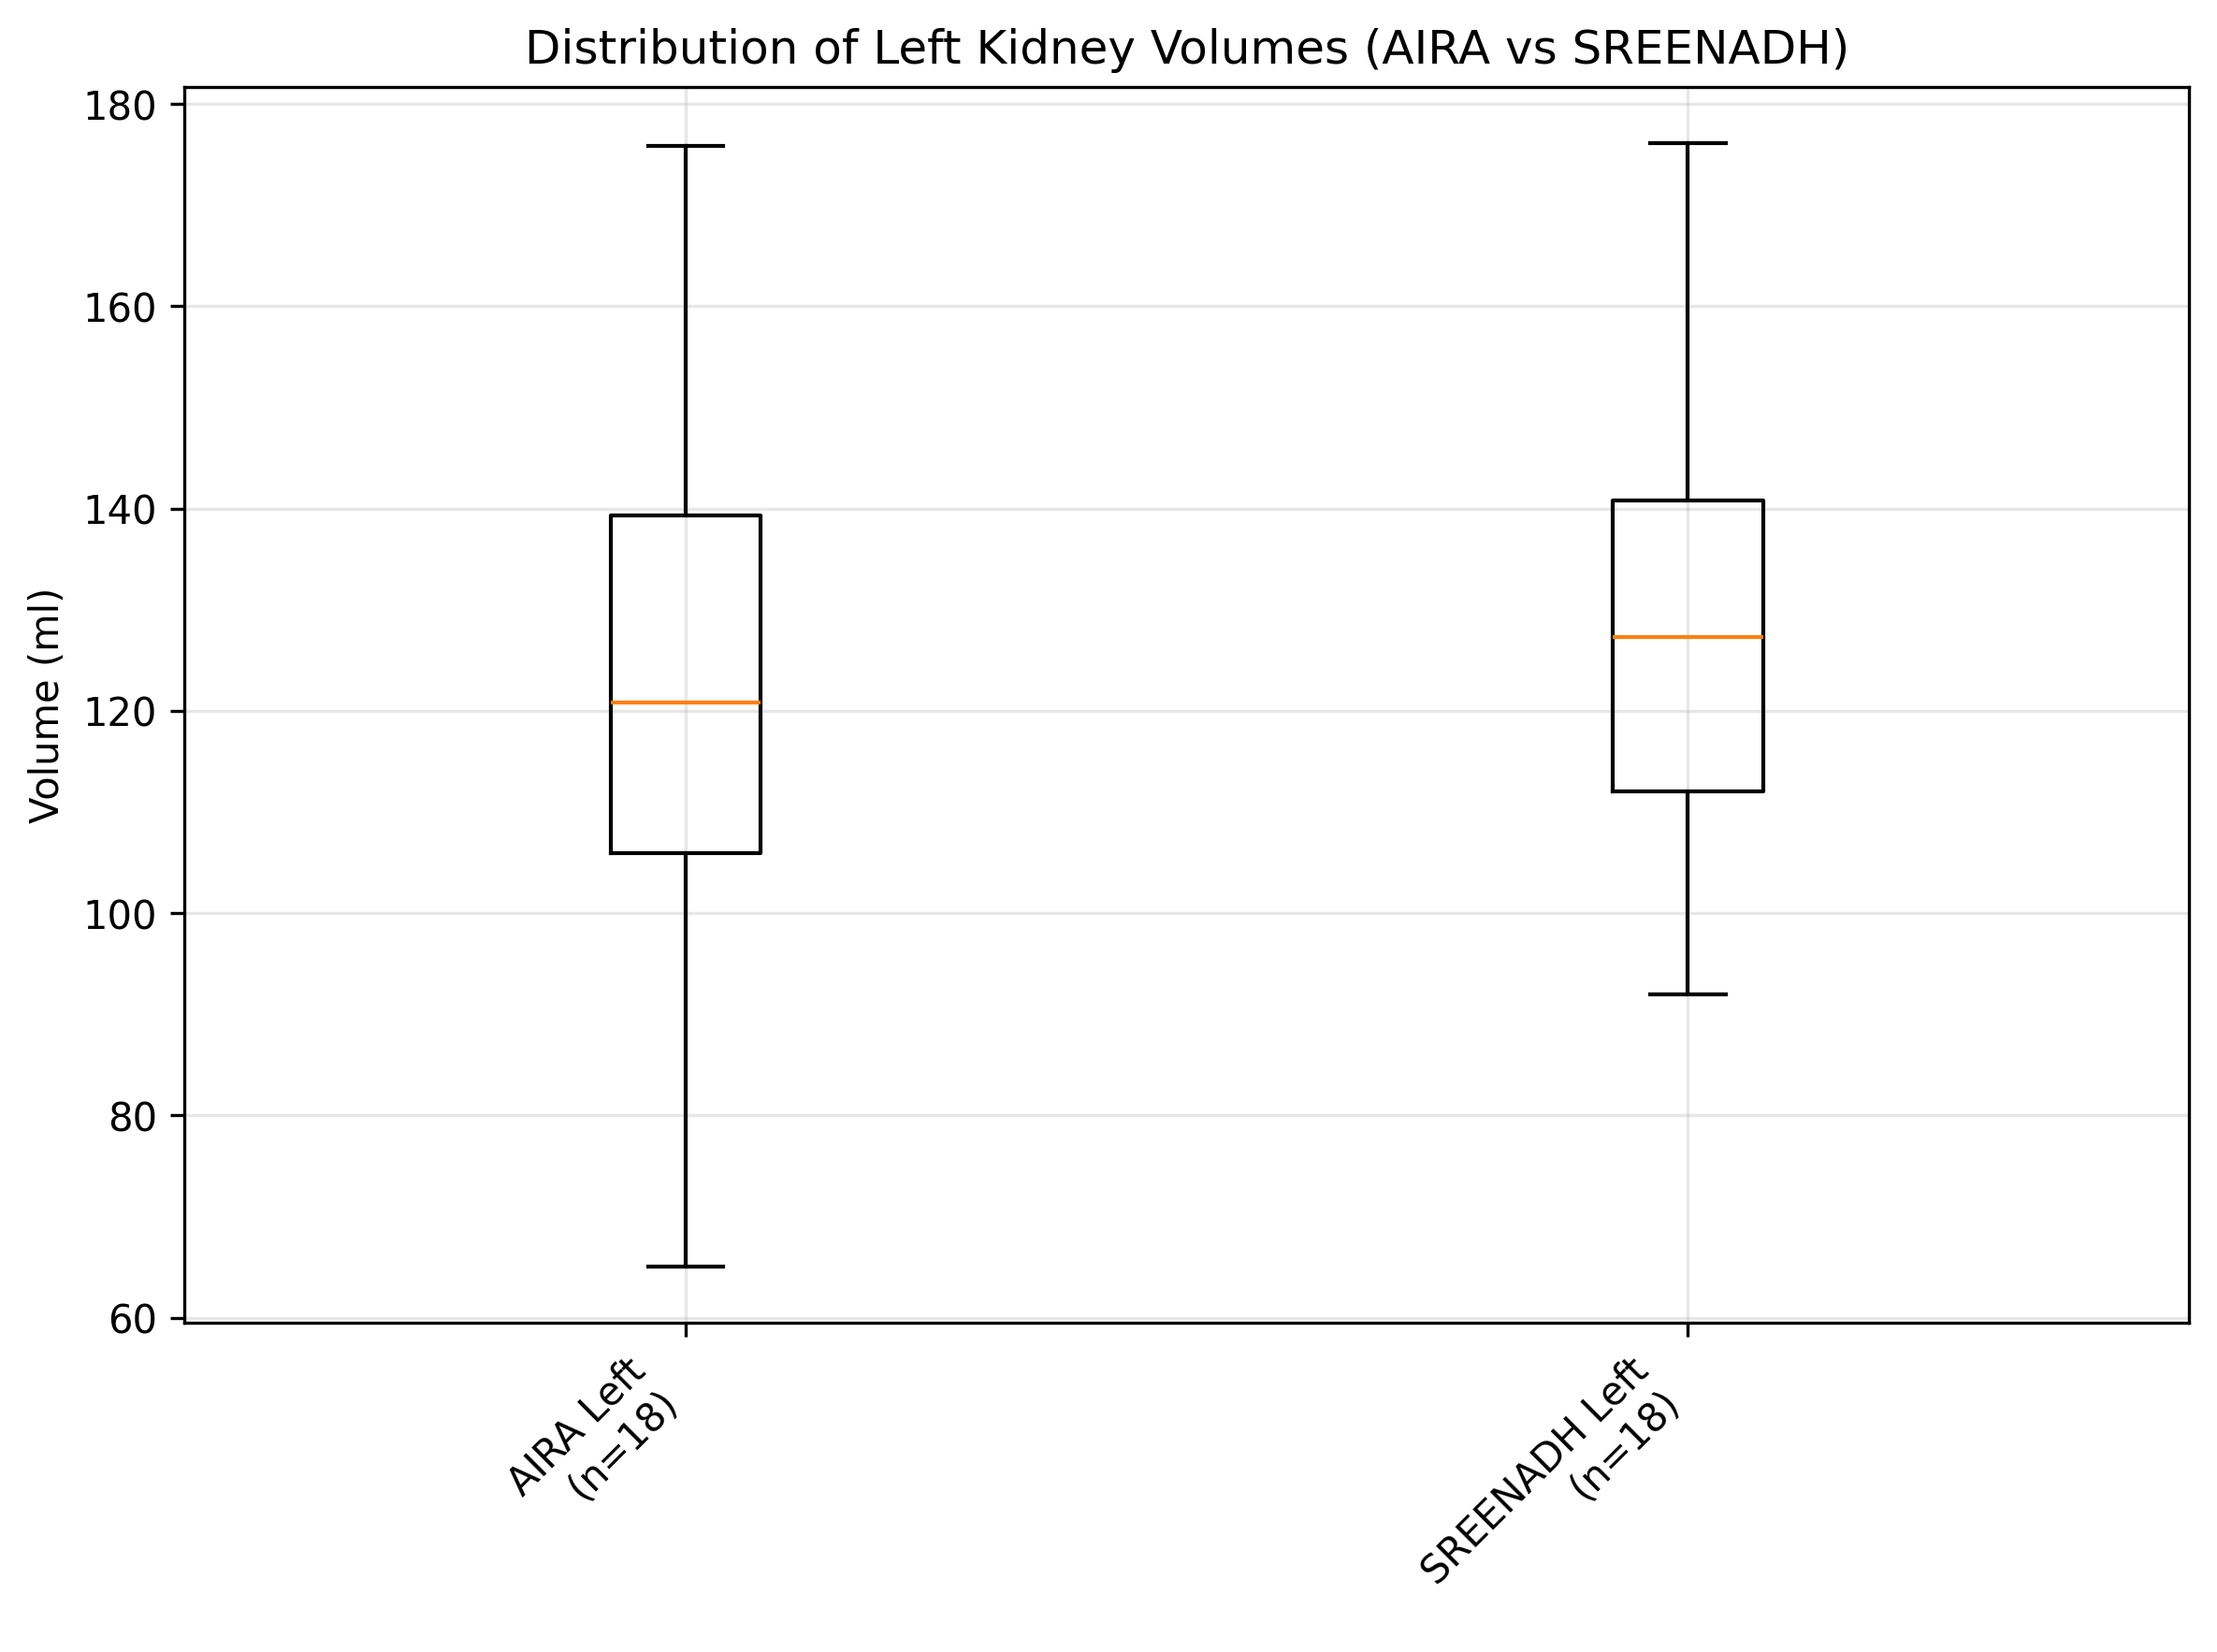 Distribution of Left Kidney Volumes (AIRA vs SREENADH)
Volume (ml)
180
160
140
120
100
80
60
AIRA Left
(n=18)
SREENADH Left
(n=18)